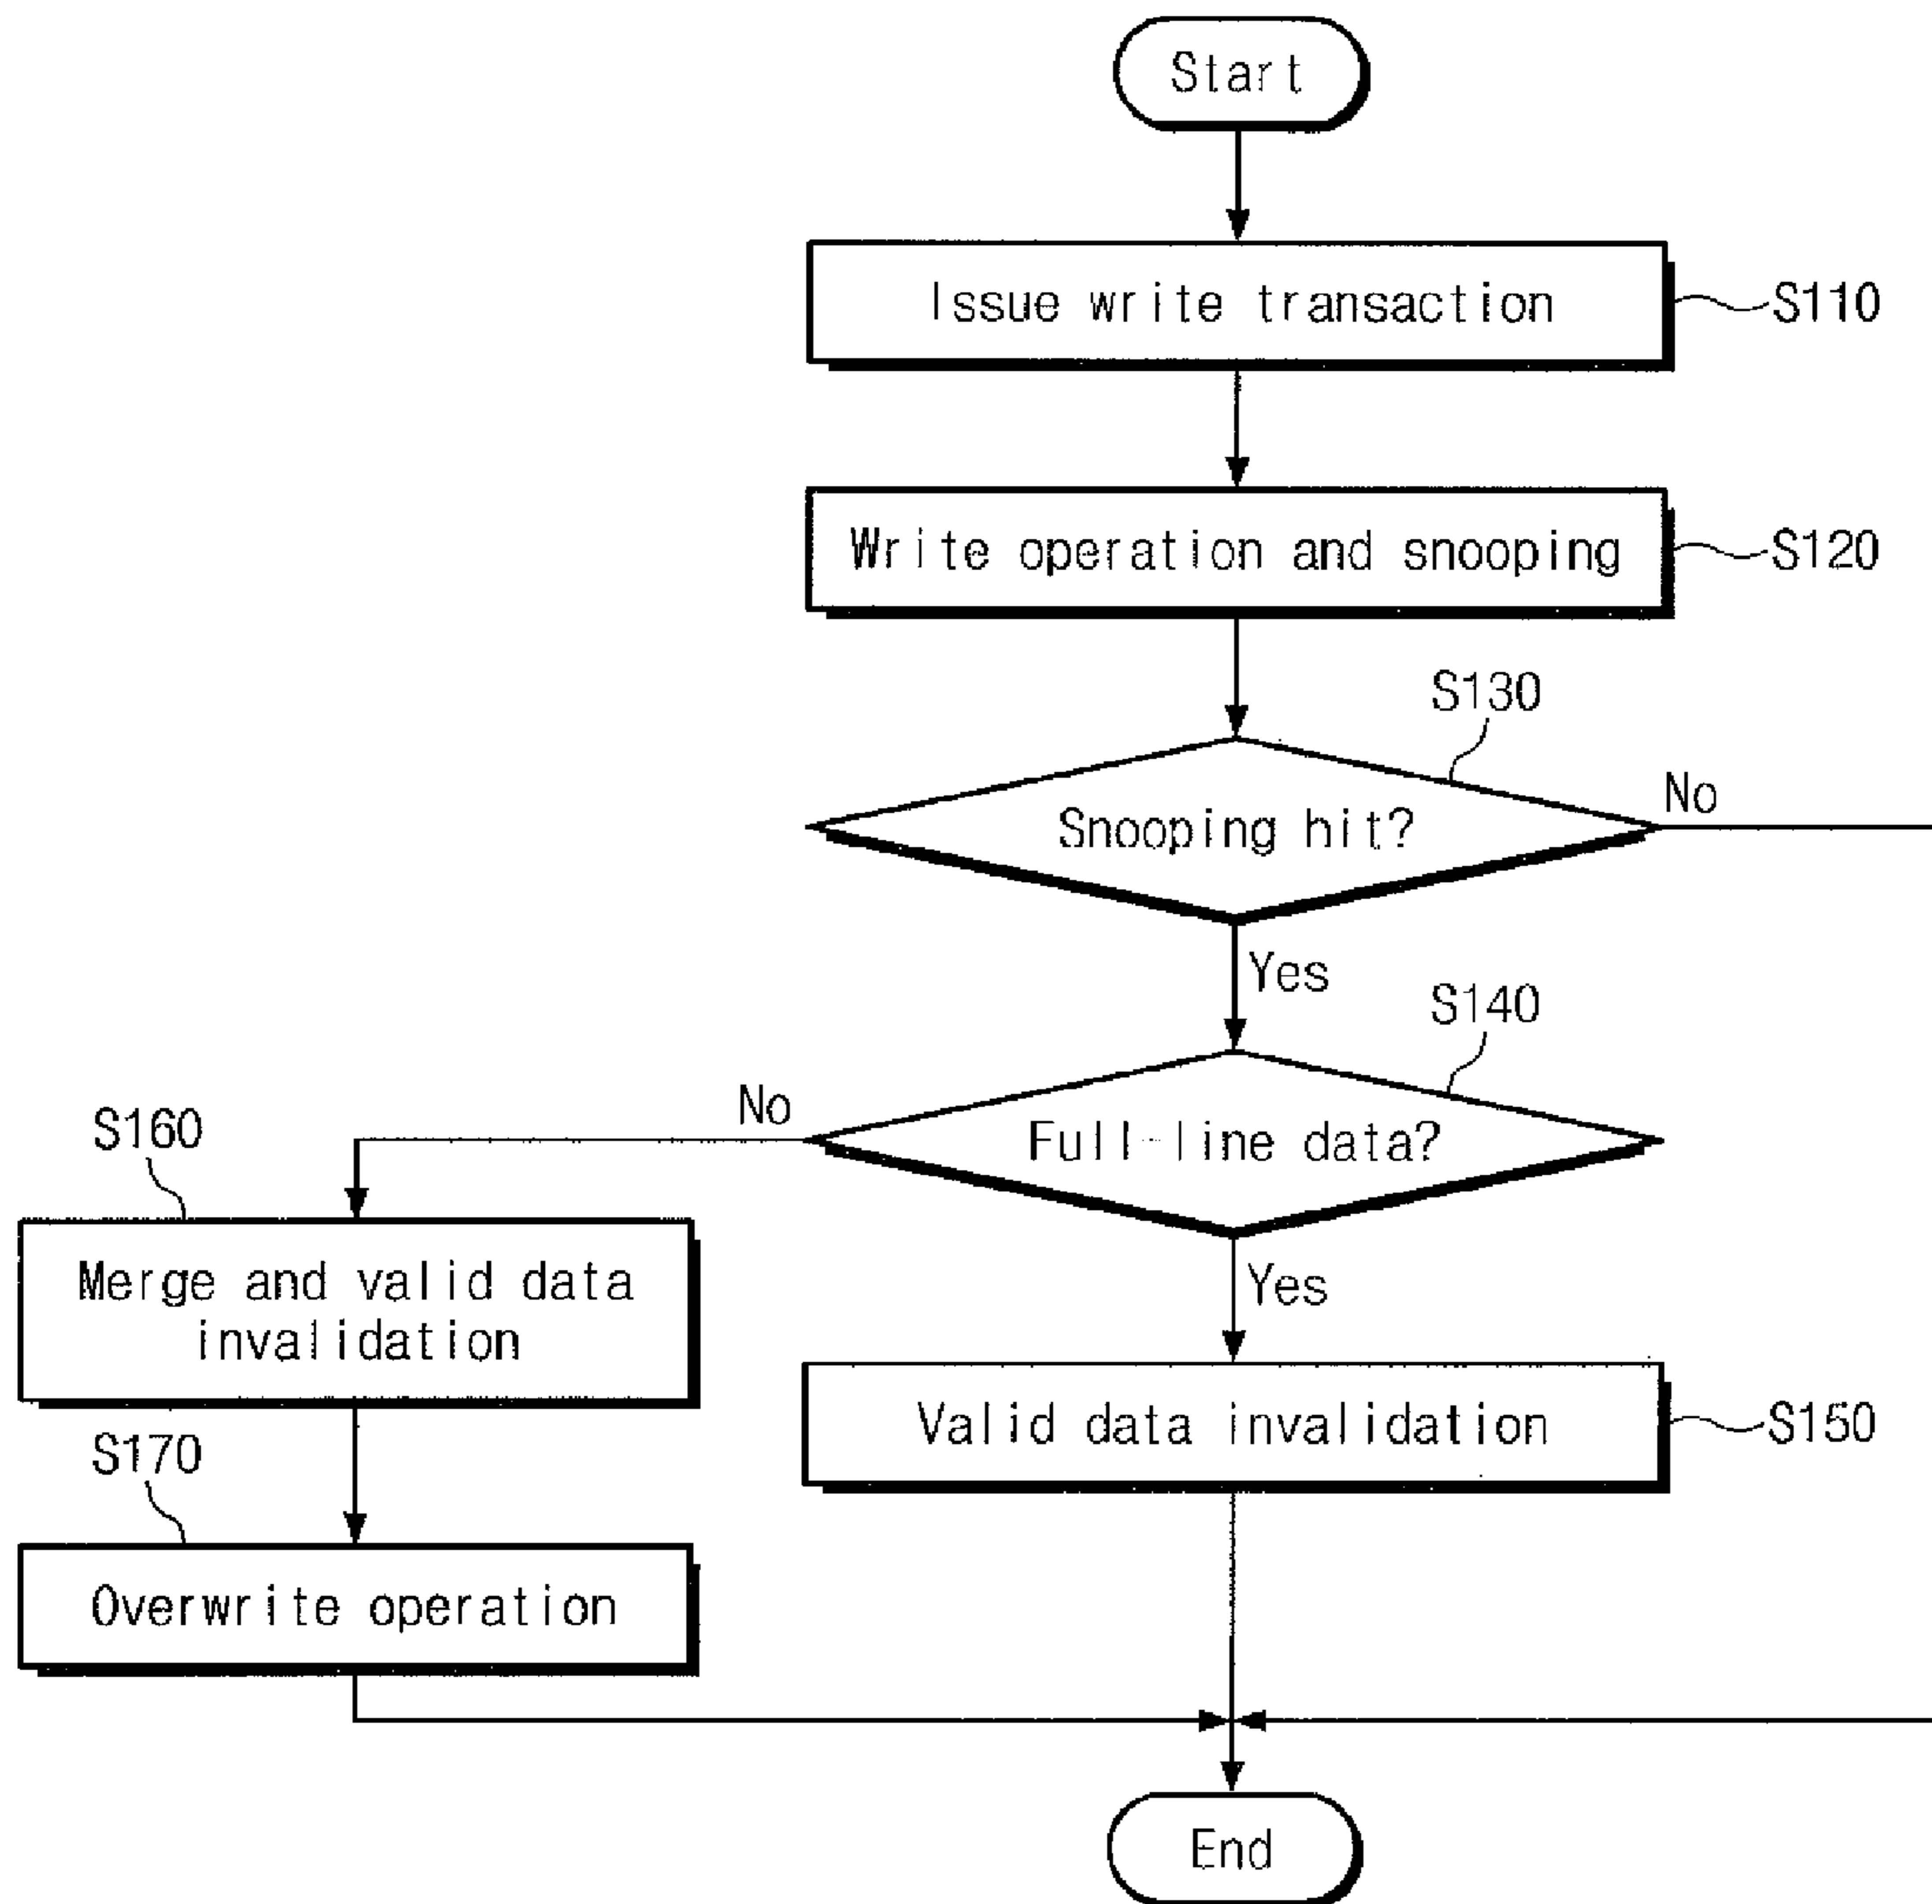 Start
Issue write transaction
S110
Write operation and snooping
S120
S130
Snooping hit?
No
Yes
S140
Full-line data?
No
Yes
S160
Merge and valid data
invalidation
Valid data invalidation
S150
S170
Overwrite operation
End